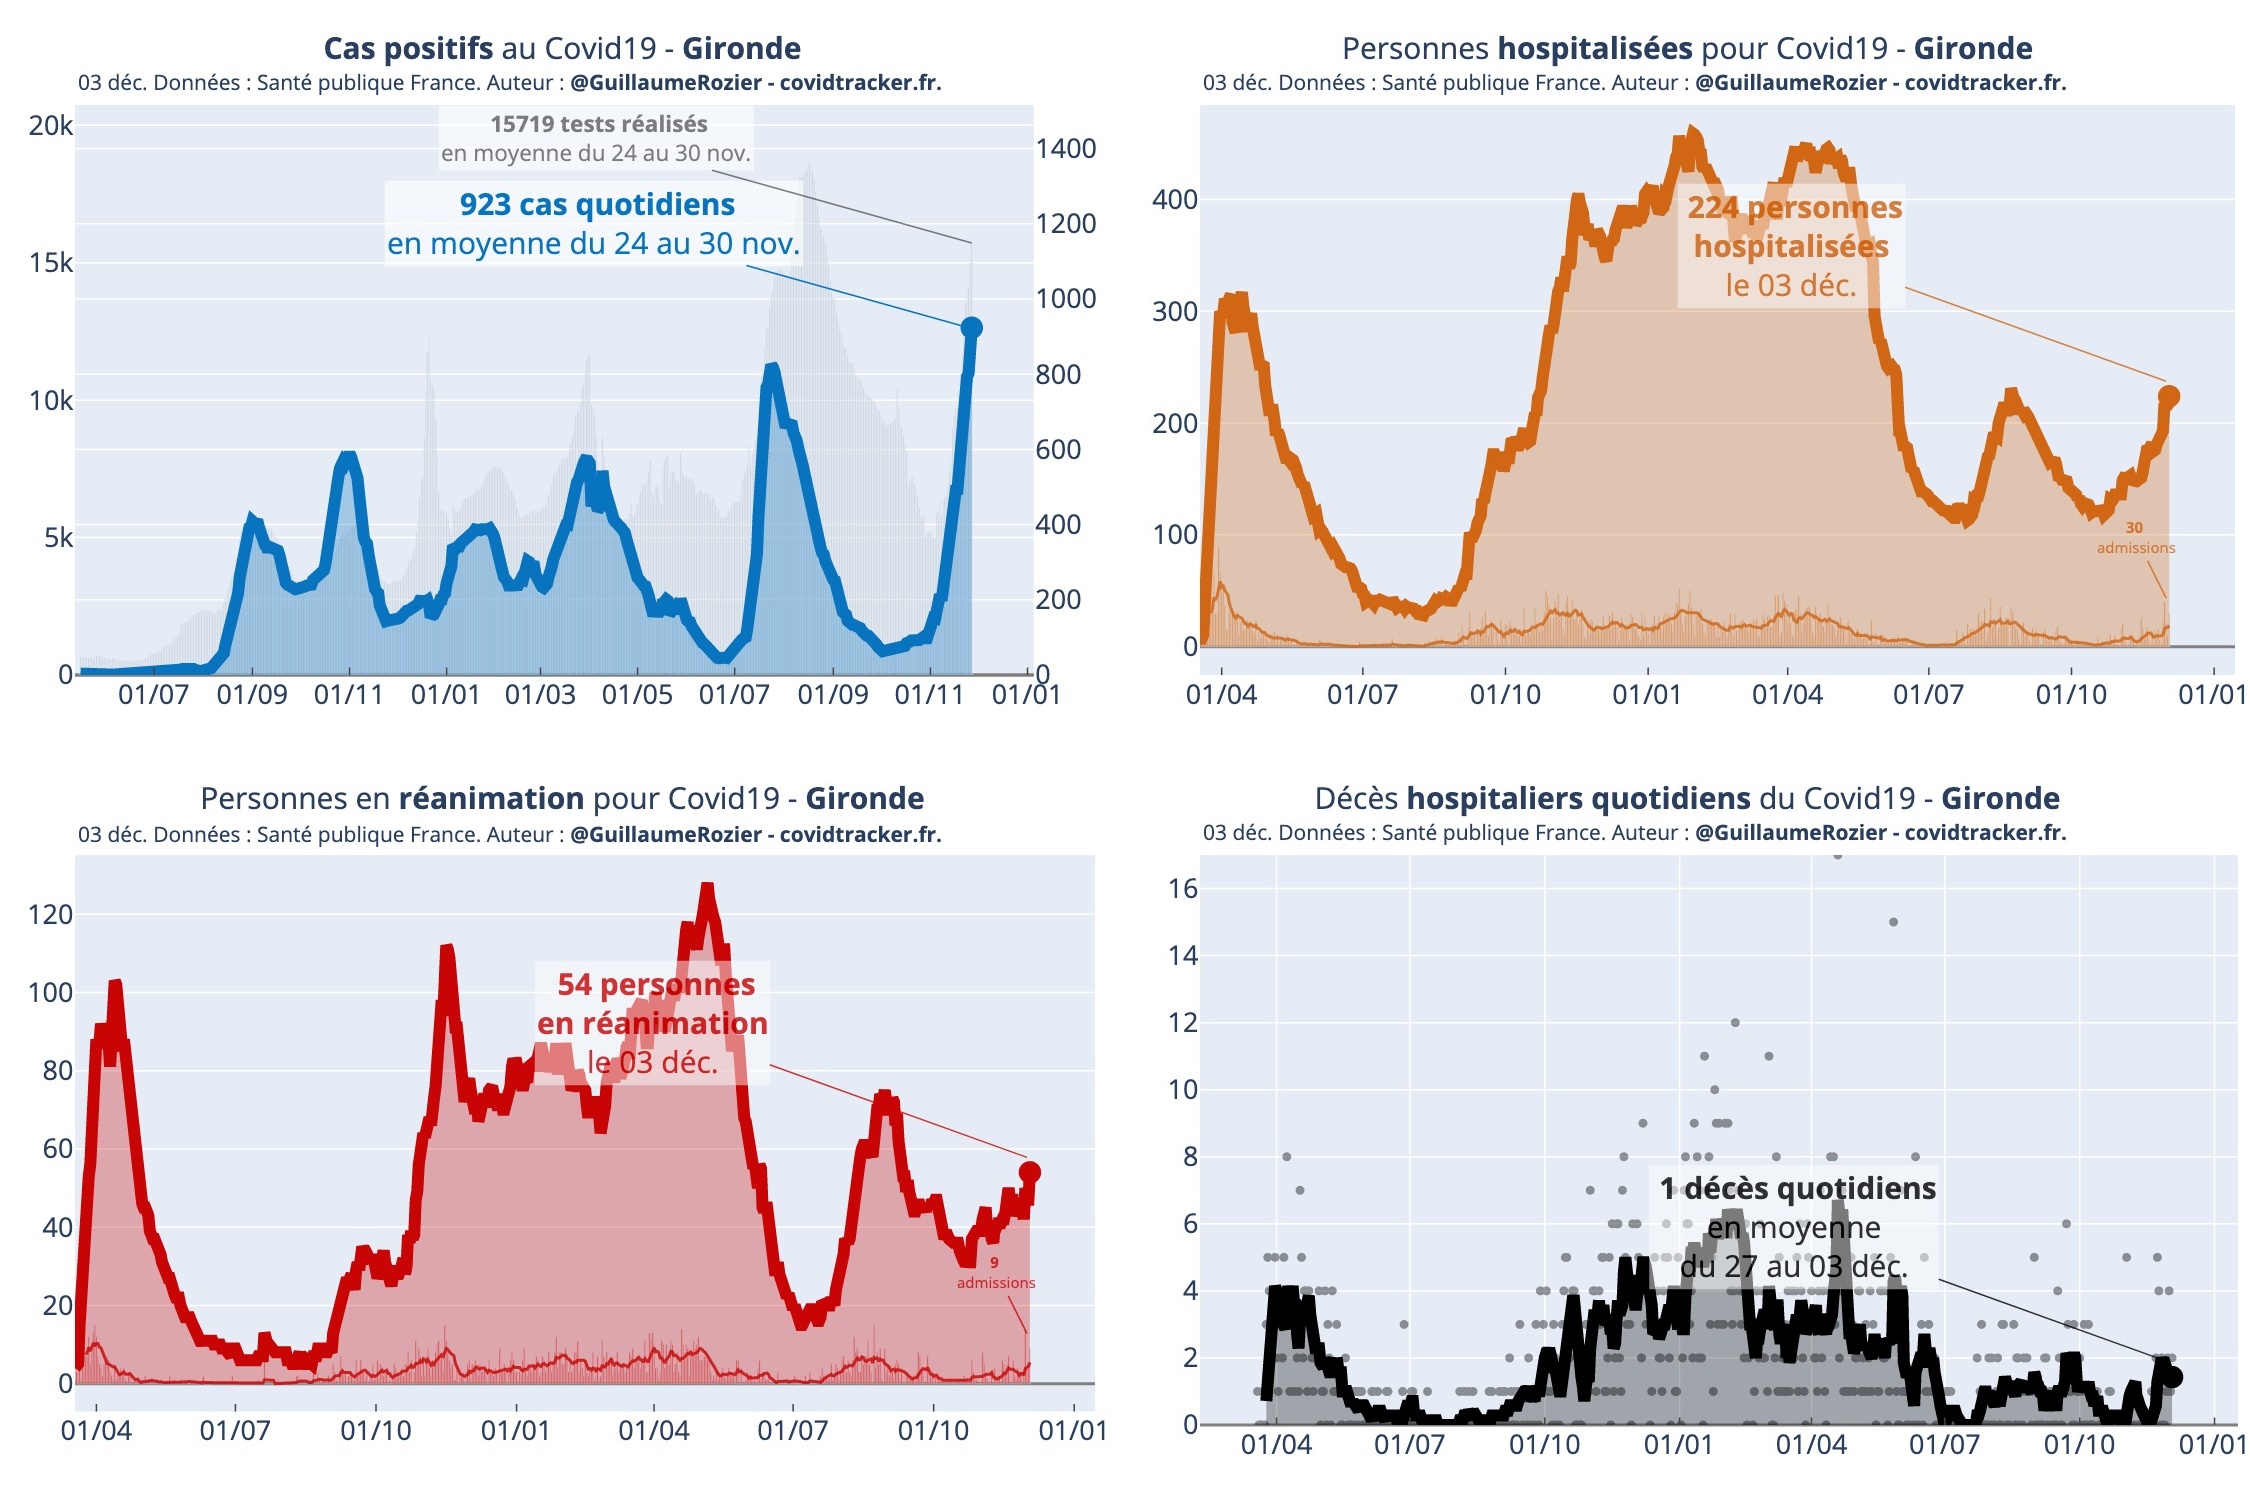 Cas positifs au Covid19 - Gironde
03 déc. Données : Santé publique France. Auteur : @GuillaumeRozier - covidtracker.fr.
15719 tests réalisés
en moyenne du 24 au 30 nov.
923 cas quotidiens
en moyenne du 24 au 30 nov.
20k
15k
10k
5k
0
1400
1200
1000
800
600
400
200
0
01/07 01/09 01/11 01/01 01/03 01/05 01/07 01/09 01/11 01/01
Personnes hospitalisées pour Covid19 - Gironde
03 déc. Données : Santé publique France. Auteur : @GuillaumeRozier - covidtracker.fr.
224 personnes
hospitalisées
le 03 déc.
30
admissions
400
300
200
100
0
01/04 01/07 01/10 01/01 01/04 01/07 01/10 01/01
Personnes en réanimation pour Covid19 - Gironde
03 déc. Données : Santé publique France. Auteur : @GuillaumeRozier - covidtracker.fr.
54 personnes
en réanimation
le 03 déc.
9
admissions
120
100
80
60
40
20
0
01/04 01/07 01/10 01/01 01/04 01/07 01/10 01/01
Décès hospitaliers quotidiens du Covid19 - Gironde
03 déc. Données : Santé publique France. Auteur : @GuillaumeRozier - covidtracker.fr.
1 décès quotidiens
en moyenne
du 27 au 03 déc.
16
14
12
10
8
6
4
2
0
01/04 01/07 01/10 01/01 01/04 01/07 01/10 01/01